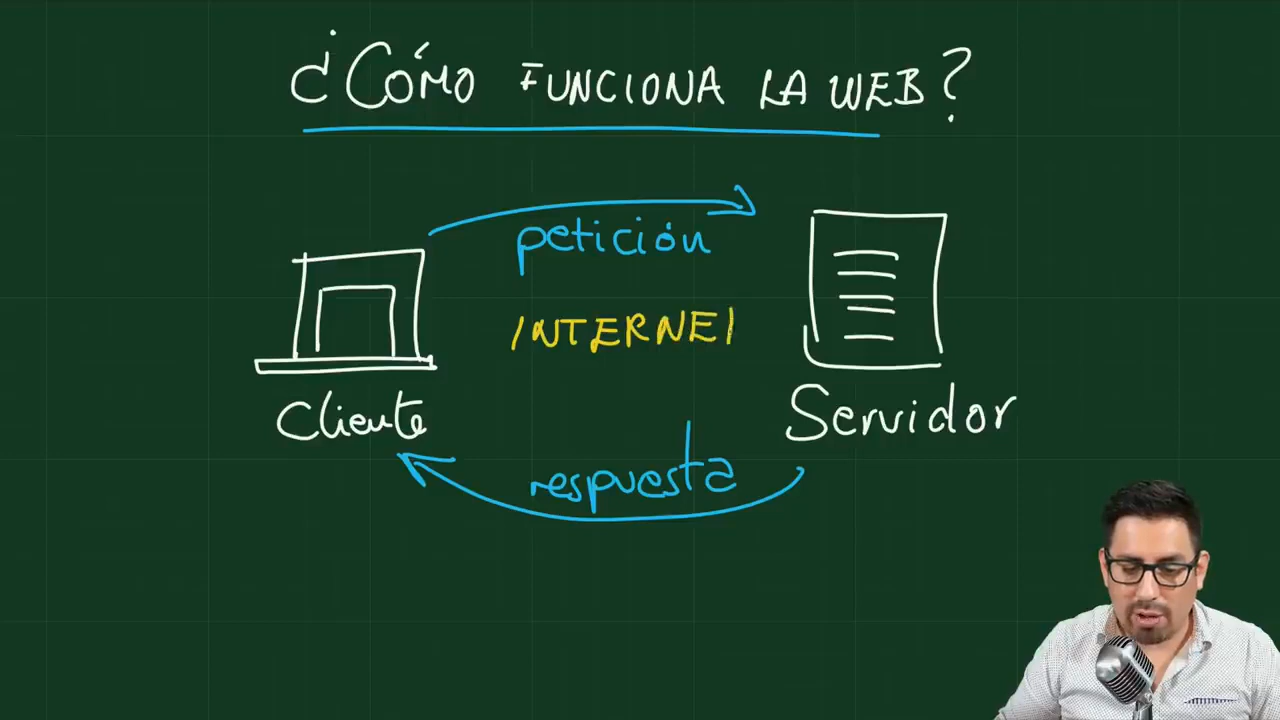 ¿CÓMO FUNCIONA LA WEB?
petición
INTERNET
Cliente
Servidor
respuesta